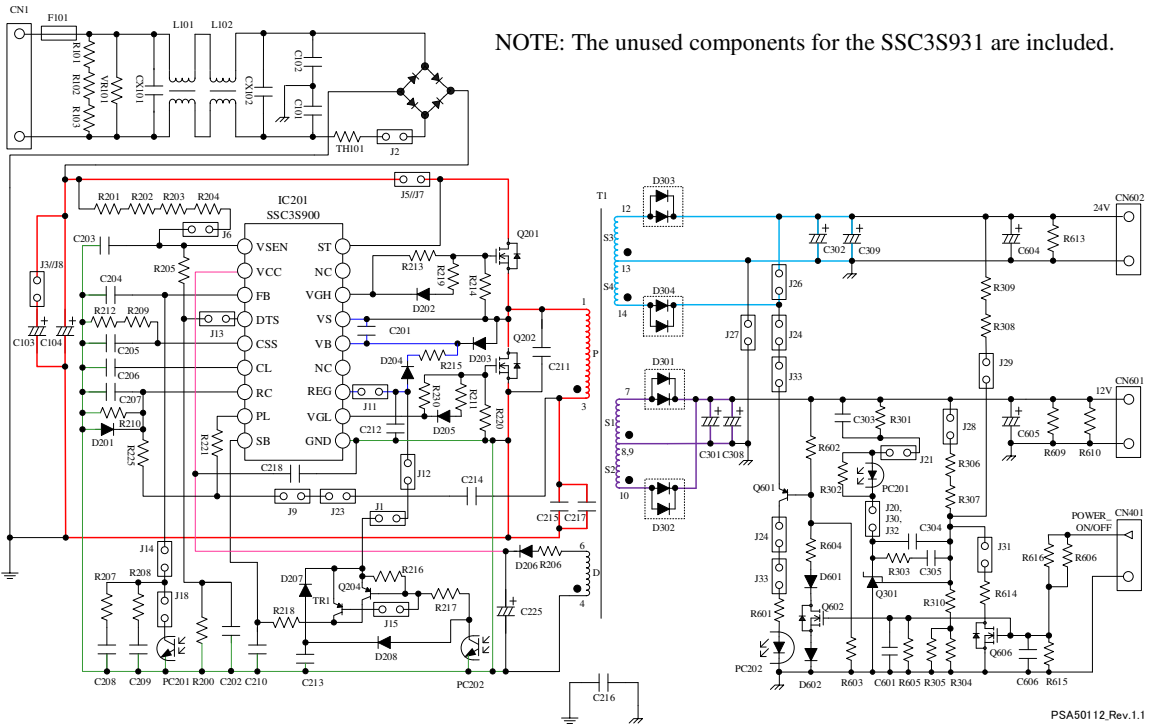 CN1
F101
L101 L102
NOTE: The unused components for the SSC3S931 are included.
R101
R102
R103
VR101
CX101
CX102
C102
C101
TH101
J2
J5//J7
R201 R202 R203 R204
J6
IC201
SSC3S900
C203
R205
J3//J8
C103
C104
C204
R212 R209
J13
C205
C206
C207
R210
D201
R225
R221
VSEN
VCC
FB
DTS
CSS
CL
RC
PL
SB
ST
NC
VGH
VS
VB
NC
REG
VGL
GND
Q201
R213
R219
R214
D202
C201
Q202
D204
D203
R215
C211
R230
R211
R220
J11
D205
C212
J12
C218
C214
J9
J23
J1
C215
C217
J14
R207
R208
J18
PC201
C208
C209
R200
C202
C210
D207
Q204
R216
TR1
R218
J15
R217
D208
C213
PC202
D206
R206
C225
C216
T1
1
P
3
6
D
4
12
S3
13
S4
14
7
S1
8,9
S2
10
D303
D304
D301
D302
C302
C309
C604
R613
24V
CN602
J26
J27
J24
J33
R309
R308
J29
12V
CN601
C301 C308
R602
C303
R301
J21
J28
C605
R609
R610
R302
PC201
R306
R307
Q601
J20,
J30,
J32
C304
R303
C305
J31
POWER_
ON/OFF
CN401
J24
R604
D601
J33
Q602
R601
Q301
R310
R614
R616
R606
PC202
D602
R603
C601
R605
R305
R304
Q606
C606
R615
PSA50112_Rev.1.1